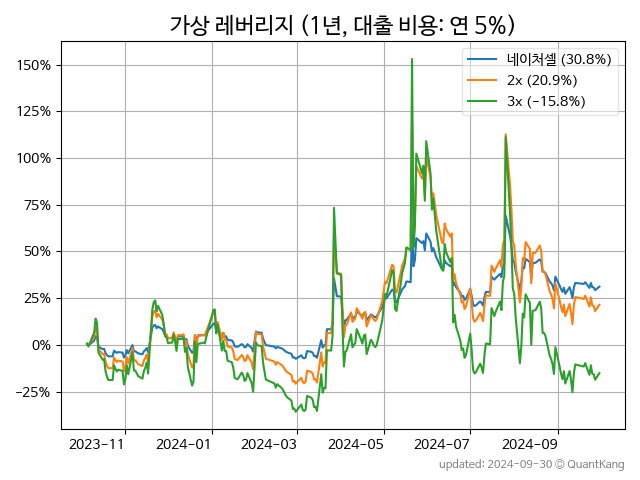 가상 레버리지 (1년, 대출 비용: 연 5%)
네이처셀 (30.8%)
2x (20.9%)
3x (−15.8%)
150%
125%
100%
75%
50%
25%
0%
−25%
2023-11
2024-01
2024-03
2024-05
2024-07
2024-09
updated: 2024-09-30 © QuantKang